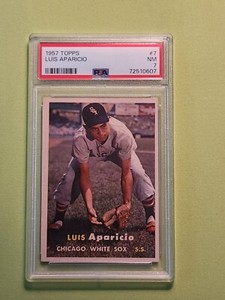 1957 TOPPS #7
LUIS APARICIO NM
7
PSA 72510607
LUIS Aparicio
CHICAGO WHITE SOX S.S.